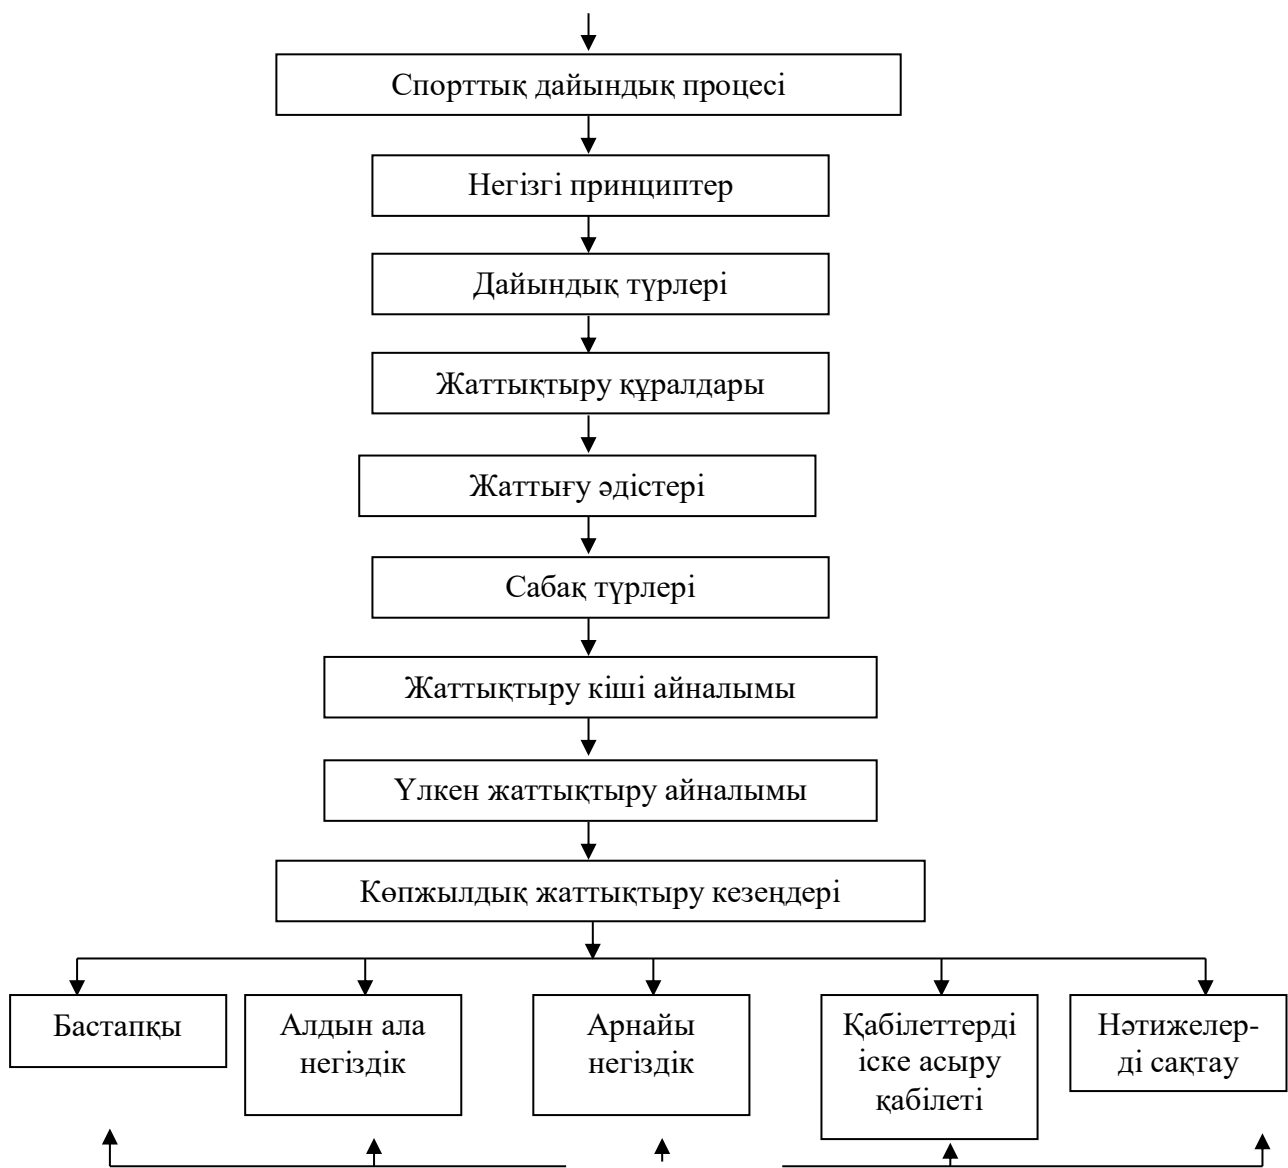 Спорттық дайындық процесі
Негізгі принциптер
Дайындық түрлері
Жаттықтыру құралдары
Жаттығу әдістері
Сабақ түрлері
Жаттықтыру кіші айналымы
Үлкен жаттықтыру айналымы
Көпжылдық жаттықтыру кезеңдері
Бастапқы
Алдын ала
негіздік
Арнайы
негіздік
Қабілеттерді
іске асыру
қабілеті
Нәтижелер-
ді сақтау